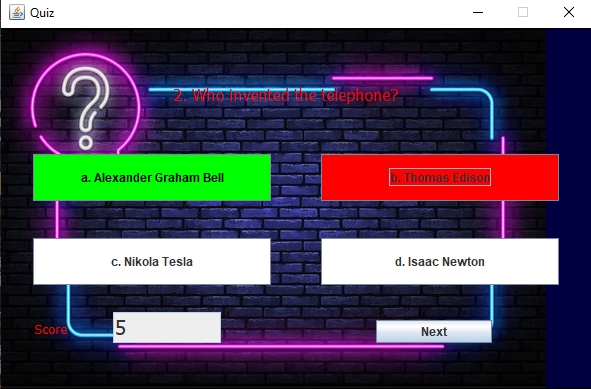 Quiz
2. Who invented the telephone?
a. Alexander Graham Bell
b. Thomas Edison
c. Nikola Tesla
d. Isaac Newton
Score
5
Next